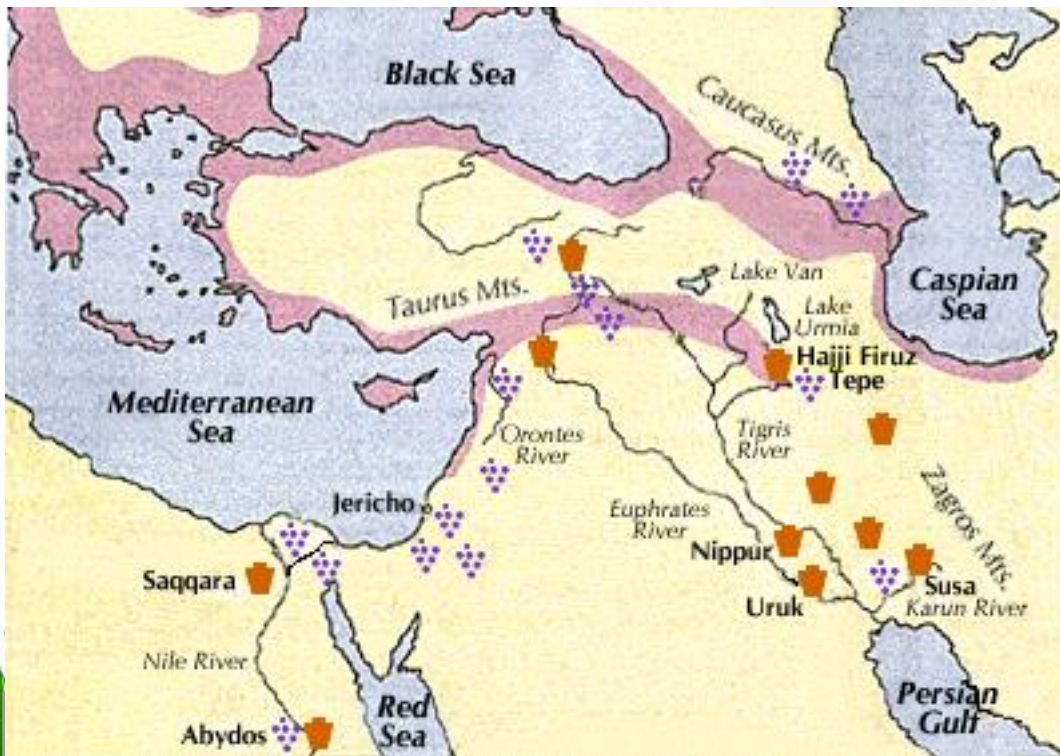 Black Sea
Caucasus Mts.
Caspian
Sea
Lake Van
Lake
Urmia
Taurus Mts.
Hajji Firuz
Tepe
Mediterranean
Sea
Orontes
River
Tigris
River
Zagros Mts.
Jericho
Euphrates
River
Nippur
Saqqara
Uruk
Susa
Karun River
Nile River
Red
Sea
Persian
Gulf
Abydos